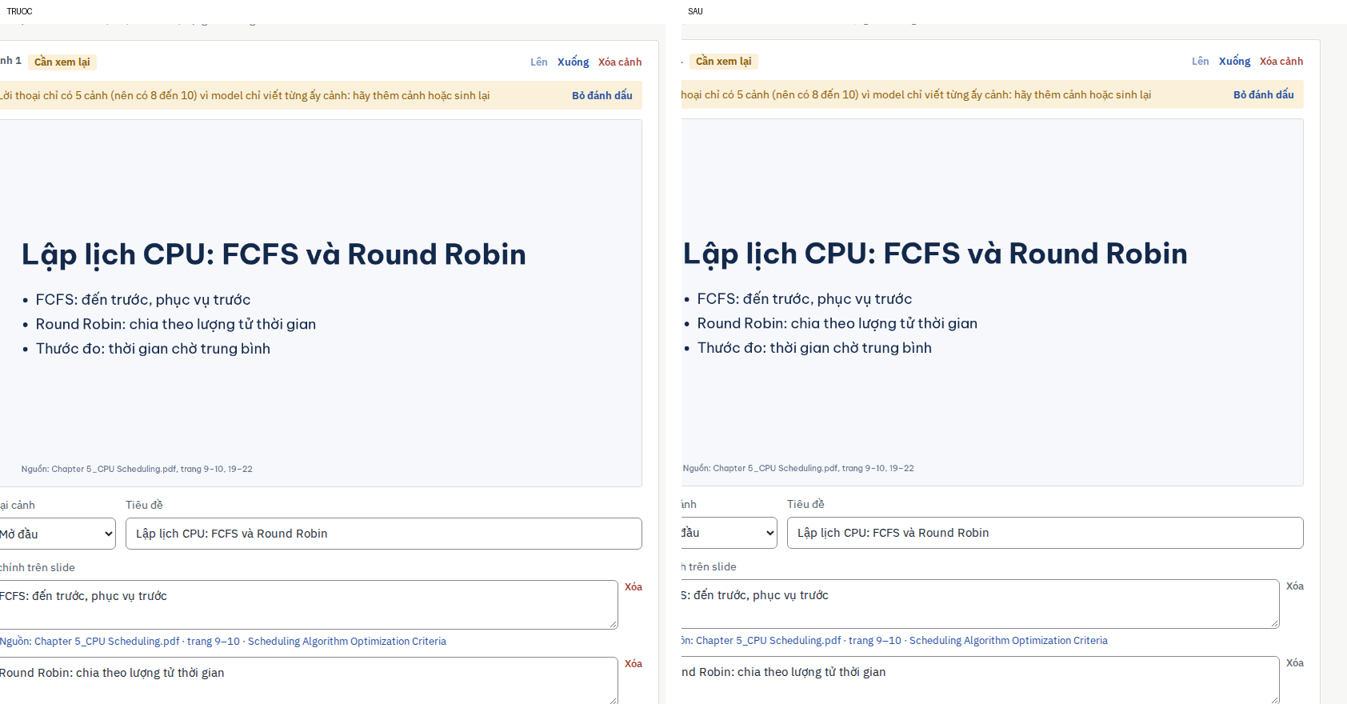 TRUOC
nh 1 Cần xem lại Lên Xuống Xóa cảnh
Lời thoại chỉ có 5 cảnh (nên có 8 đến 10) vì model chỉ viết từng ấy cảnh: hãy thêm cảnh hoặc sinh lại Bỏ đánh dấu
Lập lịch CPU: FCFS và Round Robin
• FCFS: đến trước, phục vụ trước
• Round Robin: chia theo lượng tử thời gian
• Thước đo: thời gian chờ trung bình
Nguồn: Chapter 5_CPU Scheduling.pdf, trang 9–10, 19–22
ại cảnh Tiêu đề
Mở đầu Lập lịch CPU: FCFS và Round Robin
chính trên slide
FCFS: đến trước, phục vụ trước Xóa
Nguồn: Chapter 5_CPU Scheduling.pdf · trang 9–10 · Scheduling Algorithm Optimization Criteria
Round Robin: chia theo lượng tử thời gian Xóa
SAU
Cần xem lại Lên Xuống Xóa cảnh
hoại chỉ có 5 cảnh (nên có 8 đến 10) vì model chỉ viết từng ấy cảnh: hãy thêm cảnh hoặc sinh lại Bỏ đánh dấu
Lập lịch CPU: FCFS và Round Robin
• FCFS: đến trước, phục vụ trước
• Round Robin: chia theo lượng tử thời gian
• Thước đo: thời gian chờ trung bình
Nguồn: Chapter 5_CPU Scheduling.pdf, trang 9–10, 19–22
ảnh Tiêu đề
đầu Lập lịch CPU: FCFS và Round Robin
h trên slide
S: đến trước, phục vụ trước Xóa
ồn: Chapter 5_CPU Scheduling.pdf · trang 9–10 · Scheduling Algorithm Optimization Criteria
nd Robin: chia theo lượng tử thời gian Xóa